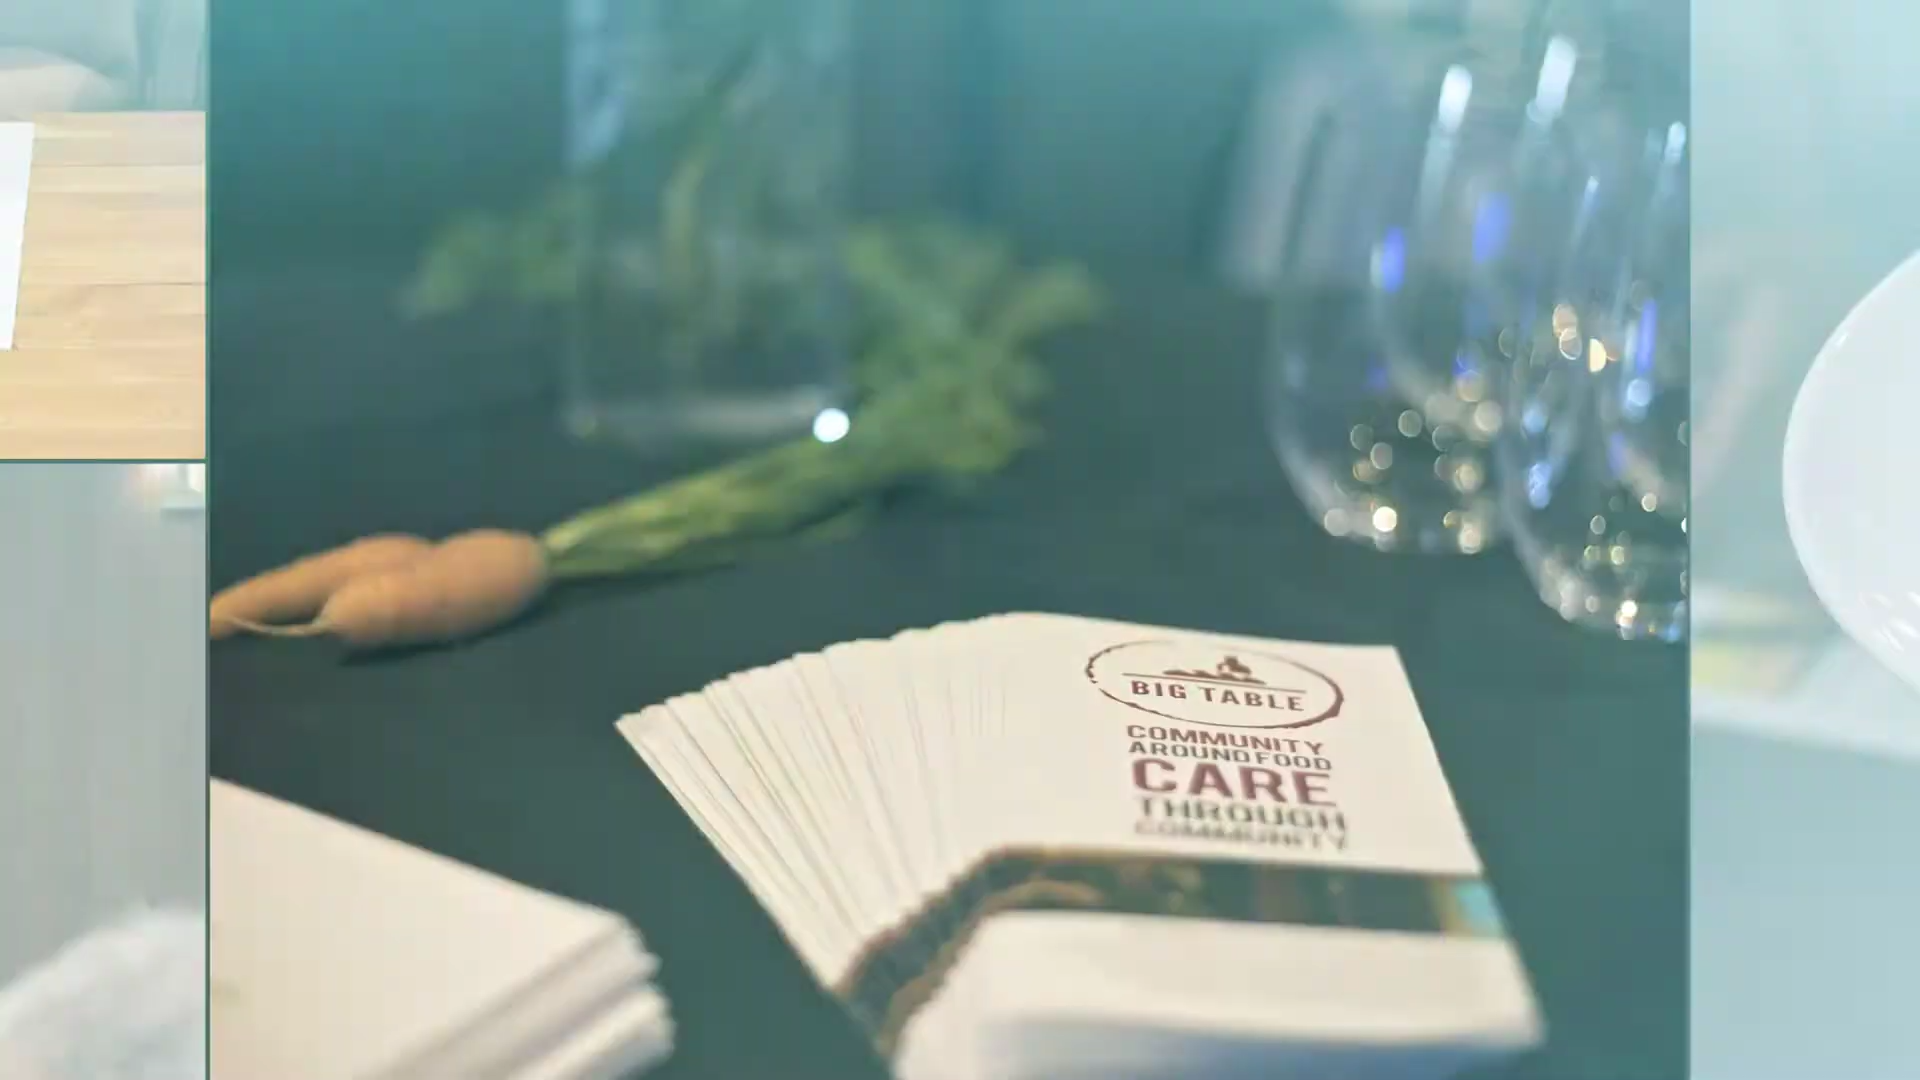 BIG TABLE
COMMUNITY
AROUND FOOD
CARE
THROUGH
COMMUNITY